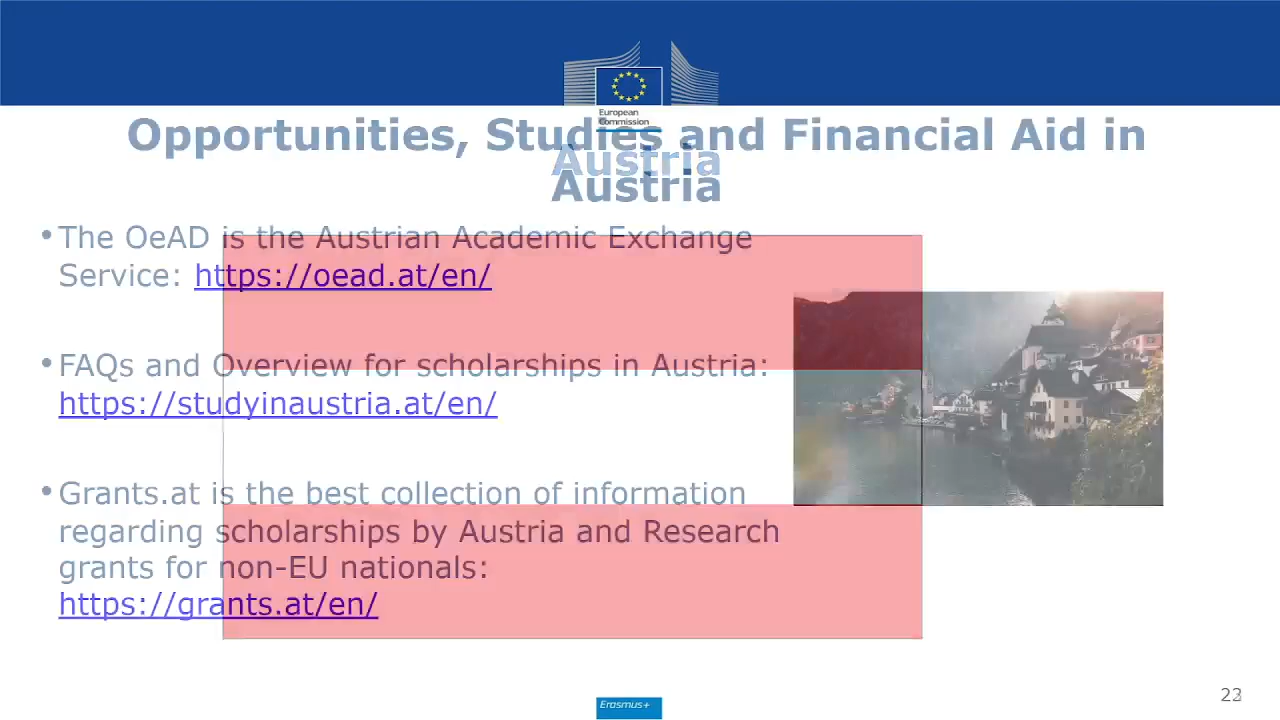 European
Commission
Opportunities, Studies and Financial Aid in
Austria
Austria
• The OeAD is the Austrian Academic Exchange
Service: https://oead.at/en/
• FAQs and Overview for scholarships in Austria:
https://studyinaustria.at/en/
• Grants.at is the best collection of information
regarding scholarships by Austria and Research
grants for non-EU nationals:
https://grants.at/en/
Erasmus+